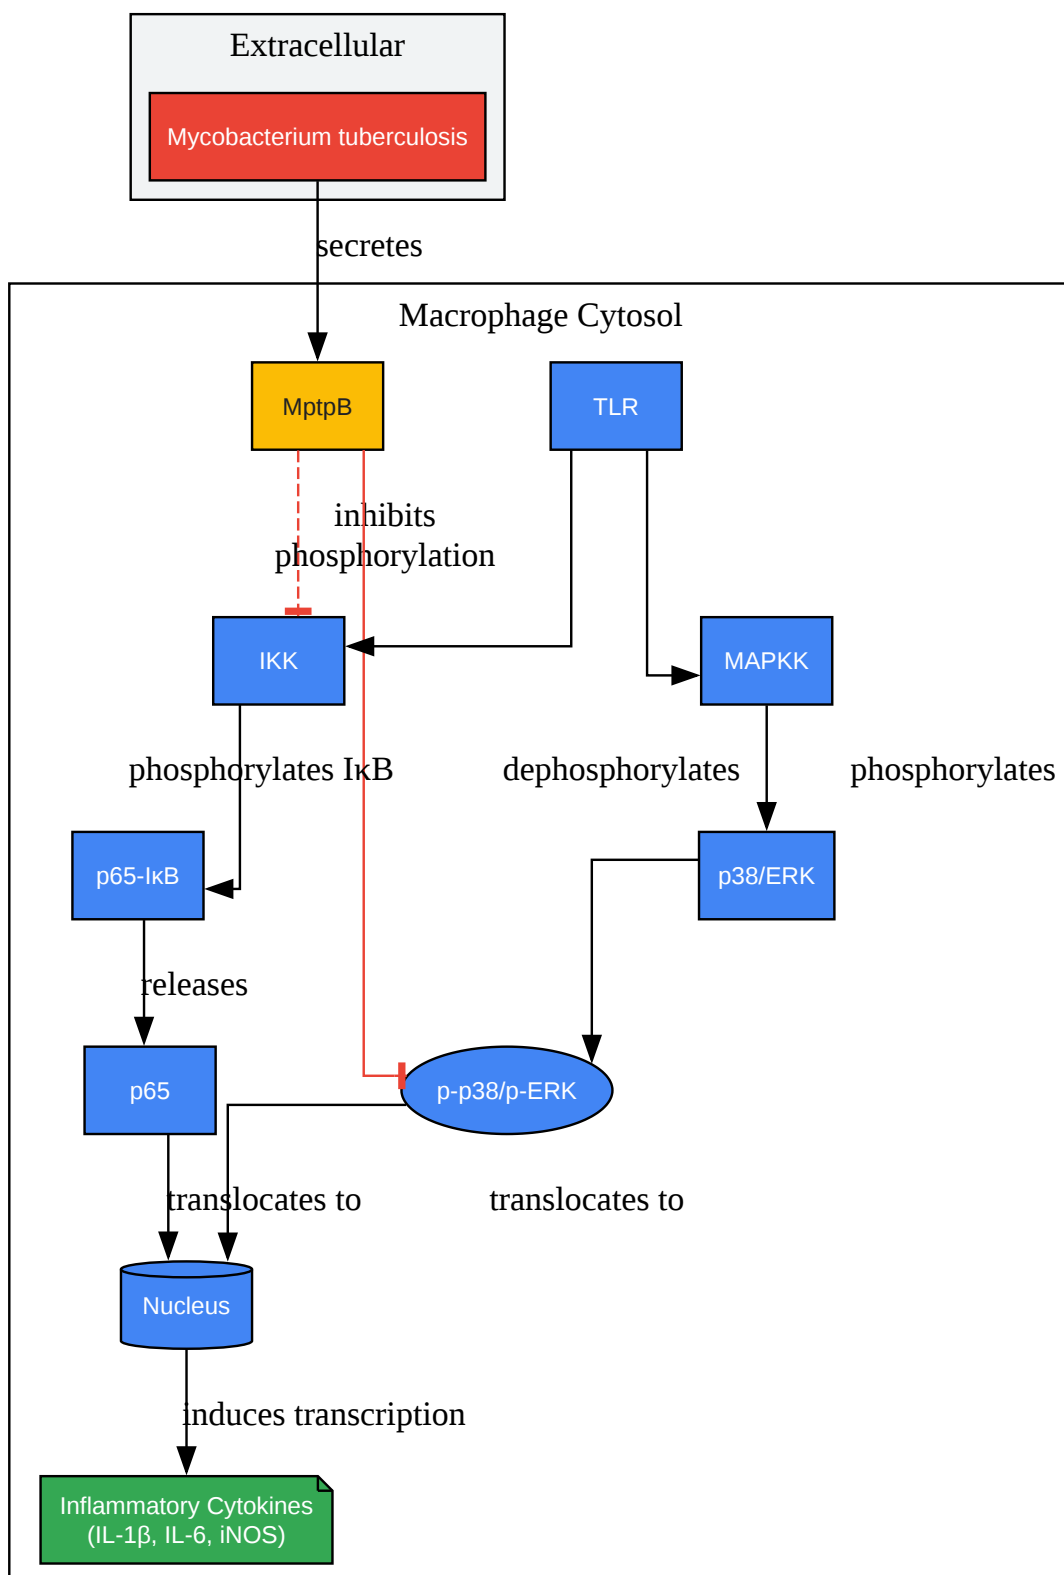 Extracellular
Mycobacterium tuberculosis
secretes
Macrophage Cytosol
MptpB
TLR
inhibits
phosphorylation
IKK
MAPKK
phosphorylates IκB
dephosphorylates
phosphorylates
p65-IκB
p38/ERK
releases
p65
p-p38/p-ERK
translocates to
translocates to
Nucleus
induces transcription
Inflammatory Cytokines
(IL-1β, IL-6, iNOS)